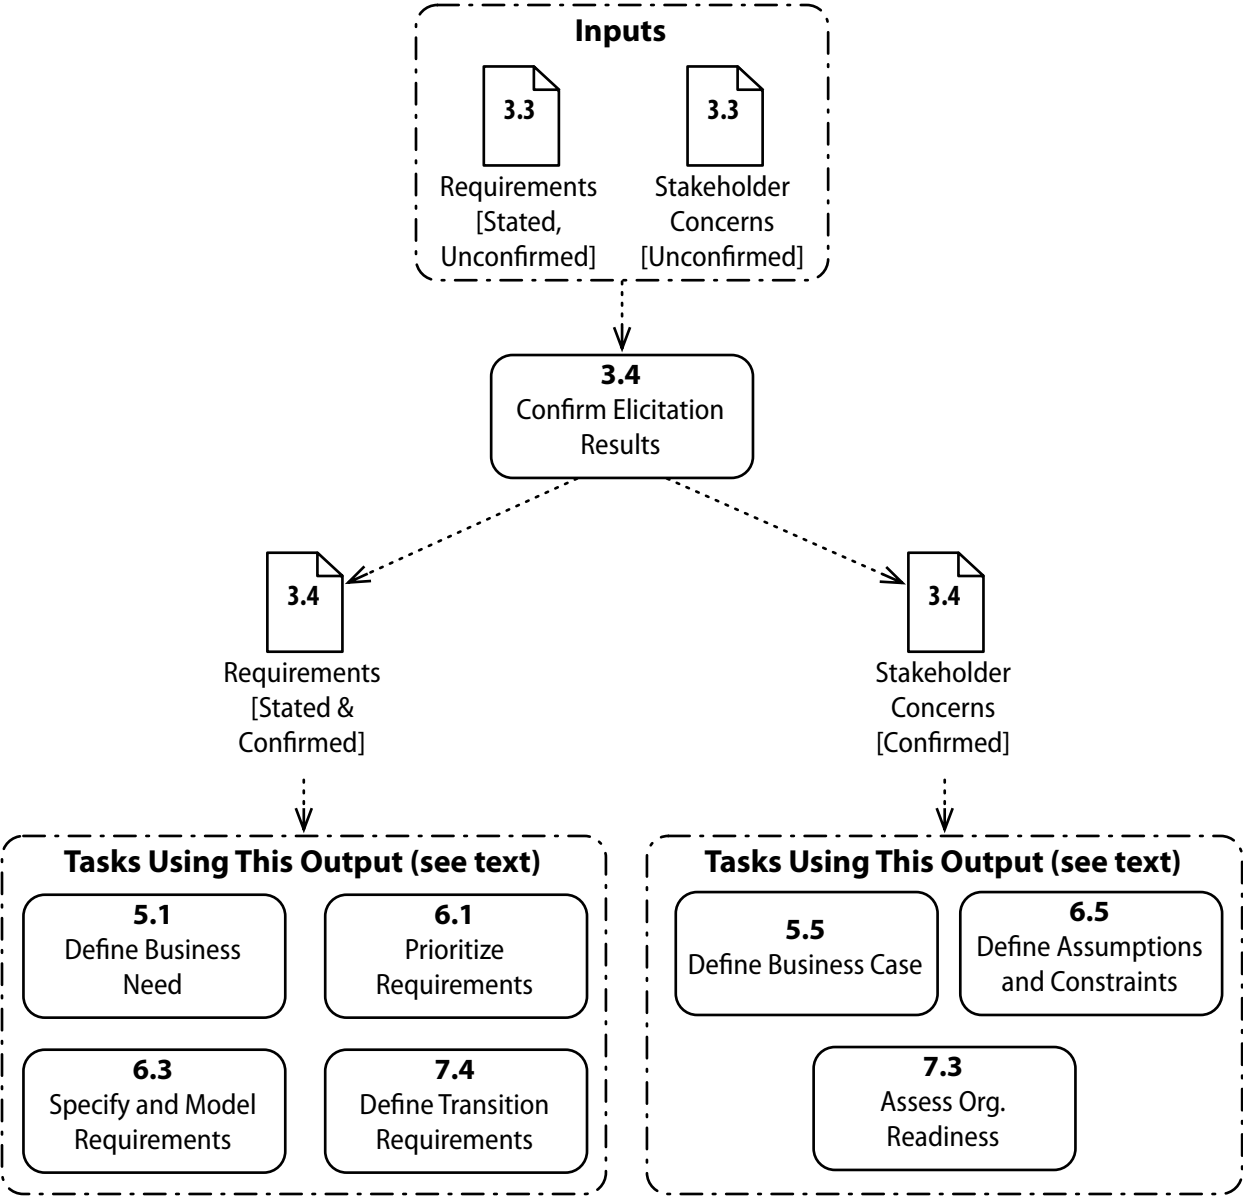 Inputs
3.3
Requirements
[Stated,
Unconfirmed]
3.3
Stakeholder
Concerns
[Unconfirmed]
3.4
Confirm Elicitation
Results
3.4
Requirements
[Stated &
Confirmed]
3.4
Stakeholder
Concerns
[Confirmed]
Tasks Using This Output (see text)
5.1
Define Business
Need
6.1
Prioritize
Requirements
6.3
Specify and Model
Requirements
7.4
Define Transition
Requirements
Tasks Using This Output (see text)
5.5
Define Business Case
6.5
Define Assumptions
and Constraints
7.3
Assess Org.
Readiness